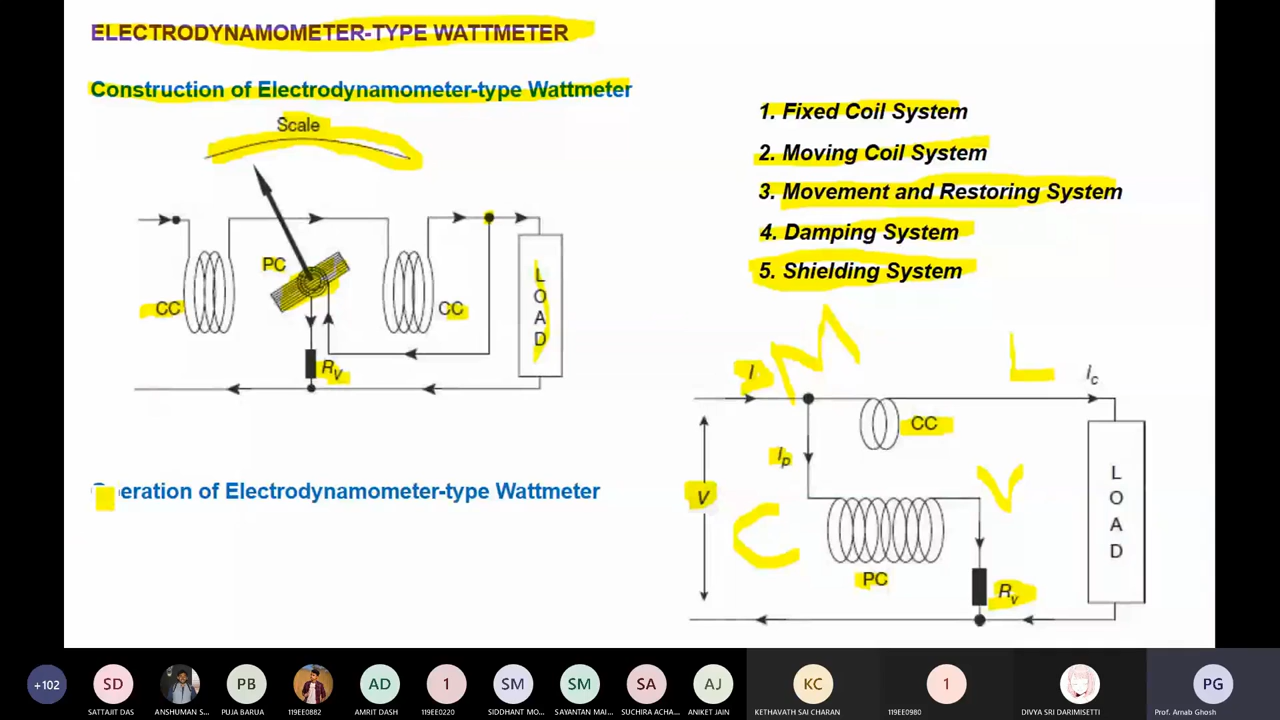 ELECTRODYNAMOMETER-TYPE WATTMETER
Construction of Electrodynamometer-type Wattmeter
Scale
PC
CC
CC
LOAD
Rv
1. Fixed Coil System
2. Moving Coil System
3. Movement and Restoring System
4. Damping System
5. Shielding System
M
L
I
Ic
CC
Ip
V
V
C
PC
Rv
LOAD
Operation of Electrodynamometer-type Wattmeter
+102
SD
PB
AD
1
SM
SM
SA
AJ
KC
1
PG
SATTAJIT DAS
ANSHUMAN S...
PUJA BARUA
119EE0882
AMRIT DASH
119EE0220
SIDDHANT MO...
SAYANTAN MAI...
SUCHIRA ACHA...
ANIKET JAIN
KETHAVATH SAI CHARAN
119EE0980
DIVYA SRI DARIMISETTI
Prof. Arnab Ghosh